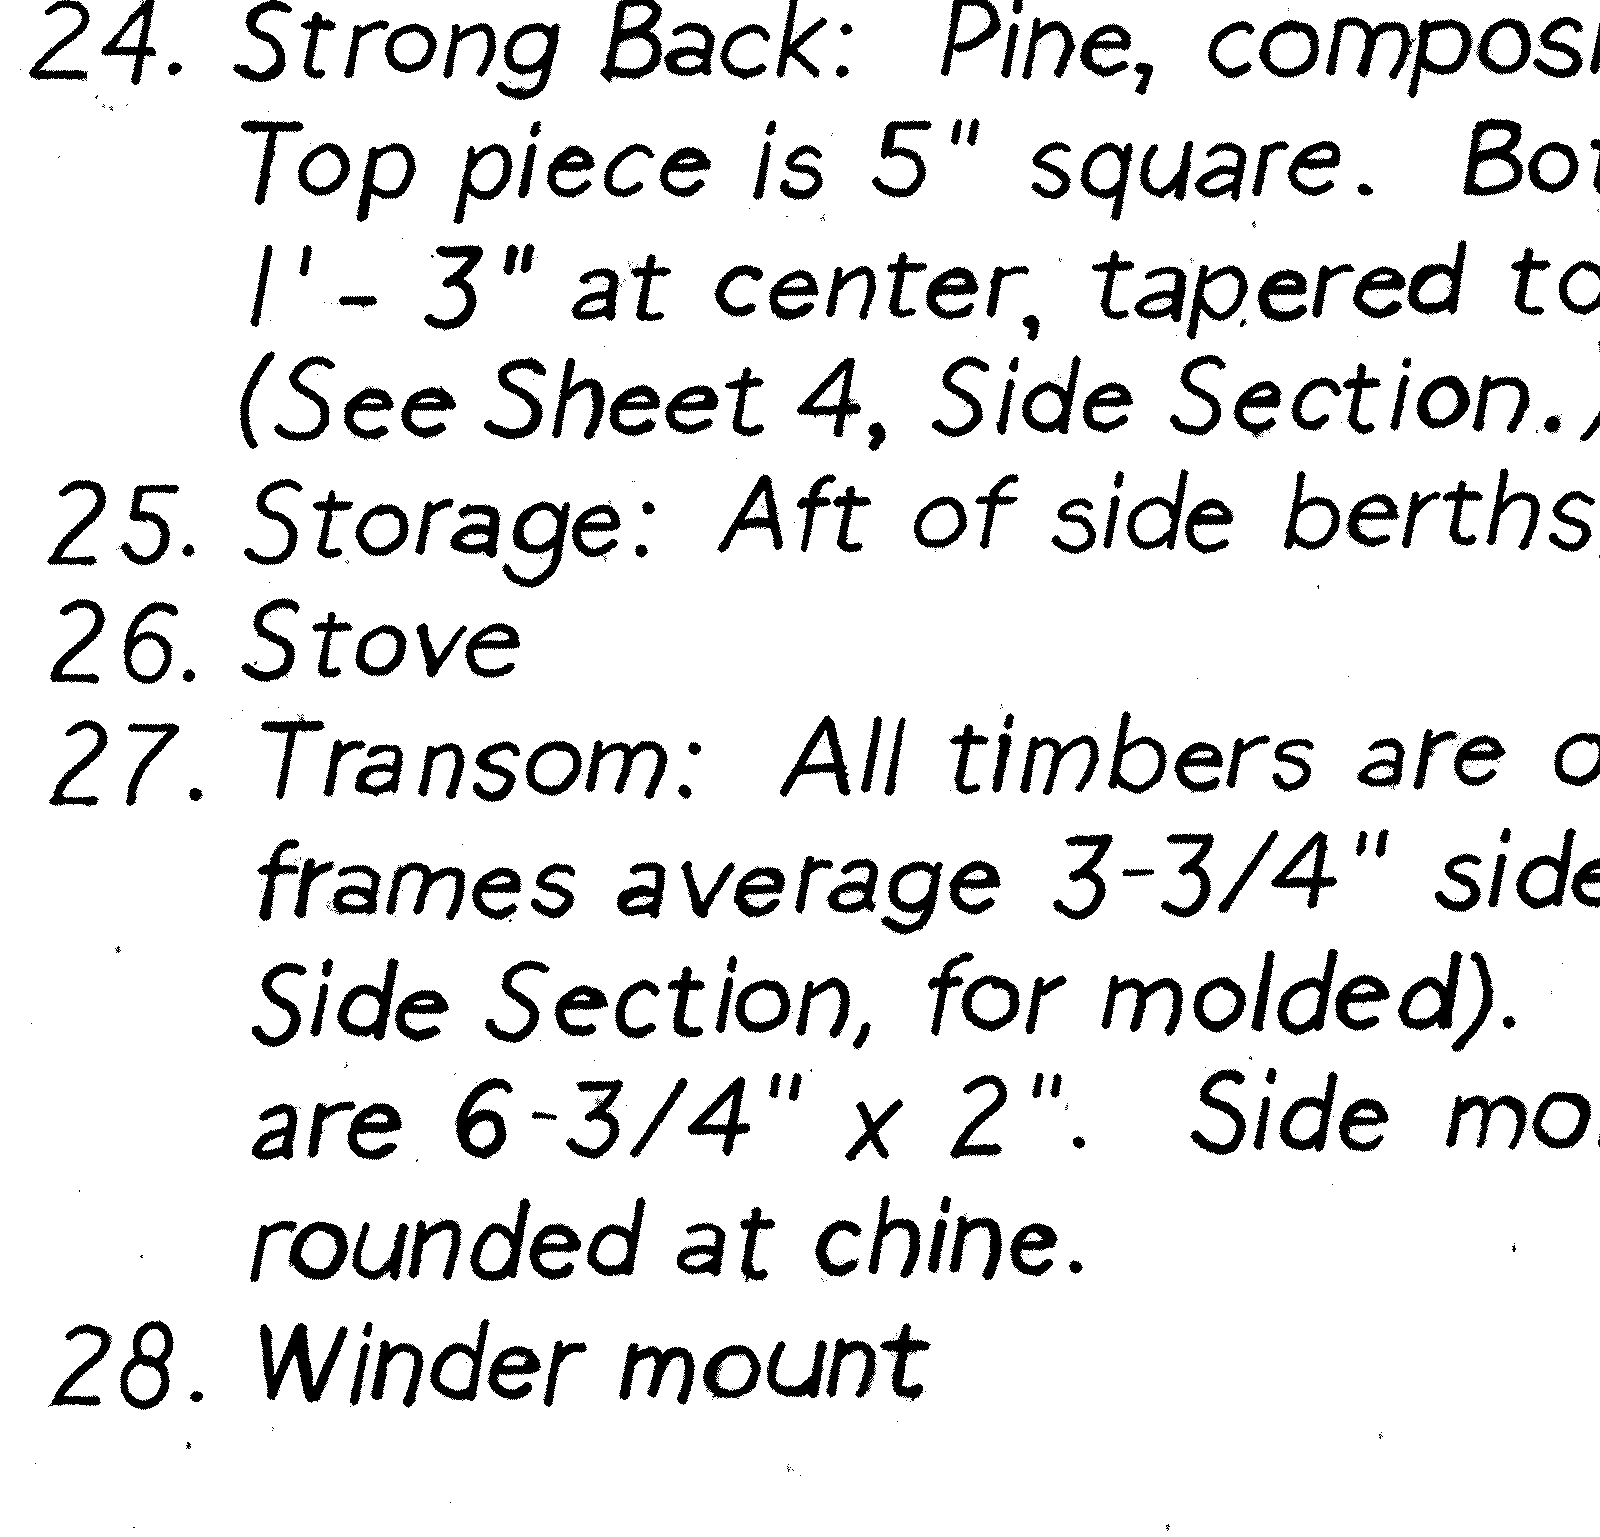 24. Strong Back: Pine, composi
Top piece is 5" square. Bot
1'- 3" at center, tapered to
(See Sheet 4, Side Section.)
25. Storage: Aft of side berths
26. Stove
27. Transom: All timbers are o
frames average 3-3/4" side
Side Section, for molded).
are 6-3/4" x 2". Side mo
rounded at chine.
28. Winder mount